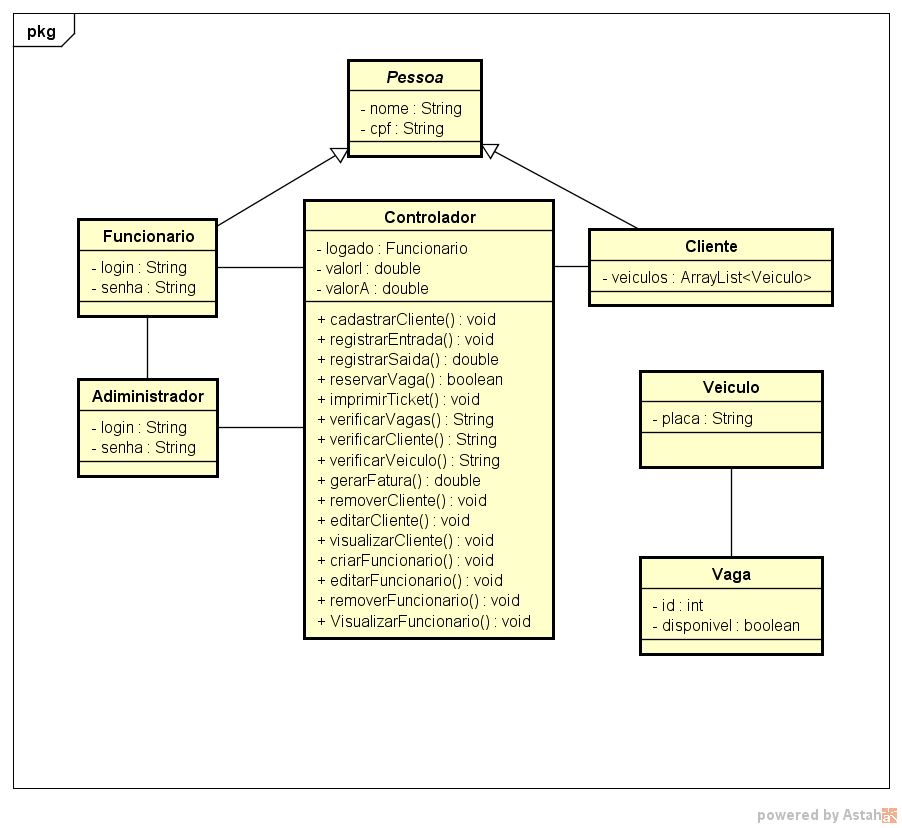 pkg
Pessoa
- nome : String
- cpf : String
Funcionario
- login : String
- senha : String
Controlador
- logado : Funcionario
- valorI : double
- valorA : double
+ cadastrarCliente() : void
+ registrarEntrada() : void
+ registrarSaida() : double
+ reservarVaga() : boolean
+ imprimirTicket() : void
+ verificarVagas() : String
+ verificarCliente() : String
+ verificarVeiculo() : String
+ gerarFatura() : double
+ removerCliente() : void
+ editarCliente() : void
+ visualizarCliente() : void
+ criarFuncionario() : void
+ editarFuncionario() : void
+ removerFuncionario() : void
+ VisualizarFuncionario() : void
Cliente
- veiculos : ArrayList<Veiculo>
Adiministrador
- login : String
- senha : String
Veiculo
- placa : String
Vaga
- id : int
- disponivel : boolean
powered by Astah